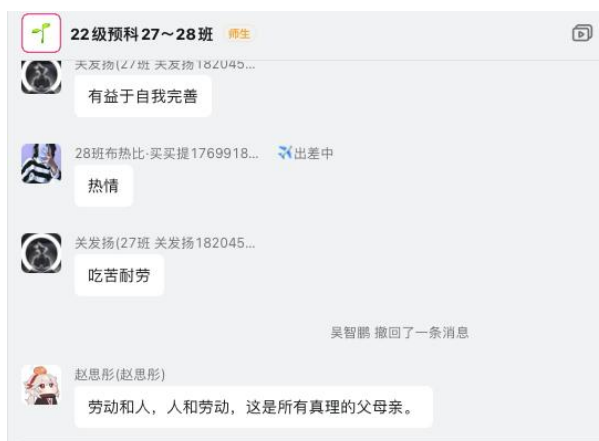 22级预科27～28班 师生
关发扬(27班 关发扬182045...
有益于自我完善
28班布热比·买买提1769918... 出差中
热情
关发扬(27班 关发扬182045...
吃苦耐劳
吴智鹏 撤回了一条消息
赵思彤(赵思彤)
劳动和人，人和劳动，这是所有真理的父母亲。